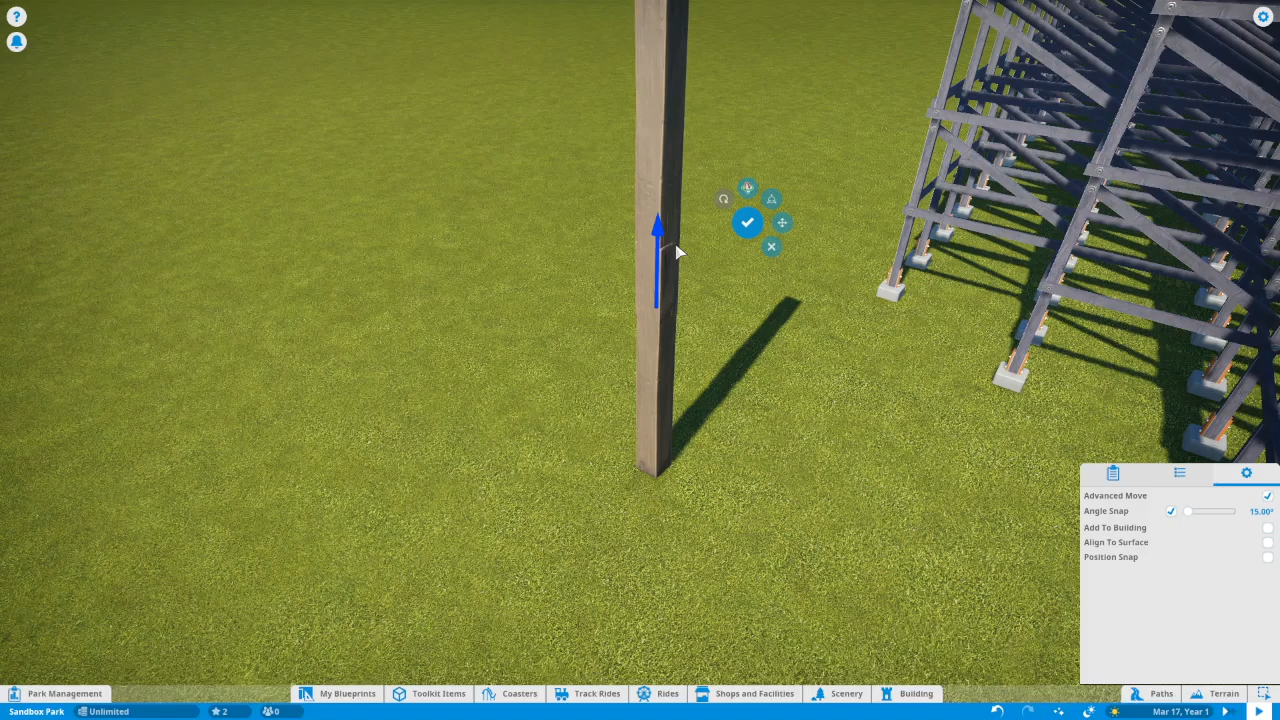 ?
Advanced Move
Angle Snap 15.00°
Add To Building
Align To Surface
Position Snap
Park Management My Blueprints Toolkit Items Coasters Track Rides Rides Shops and Facilities Scenery Building Paths Terrain
Sandbox Park Unlimited 2 0 Mar 17, Year 1